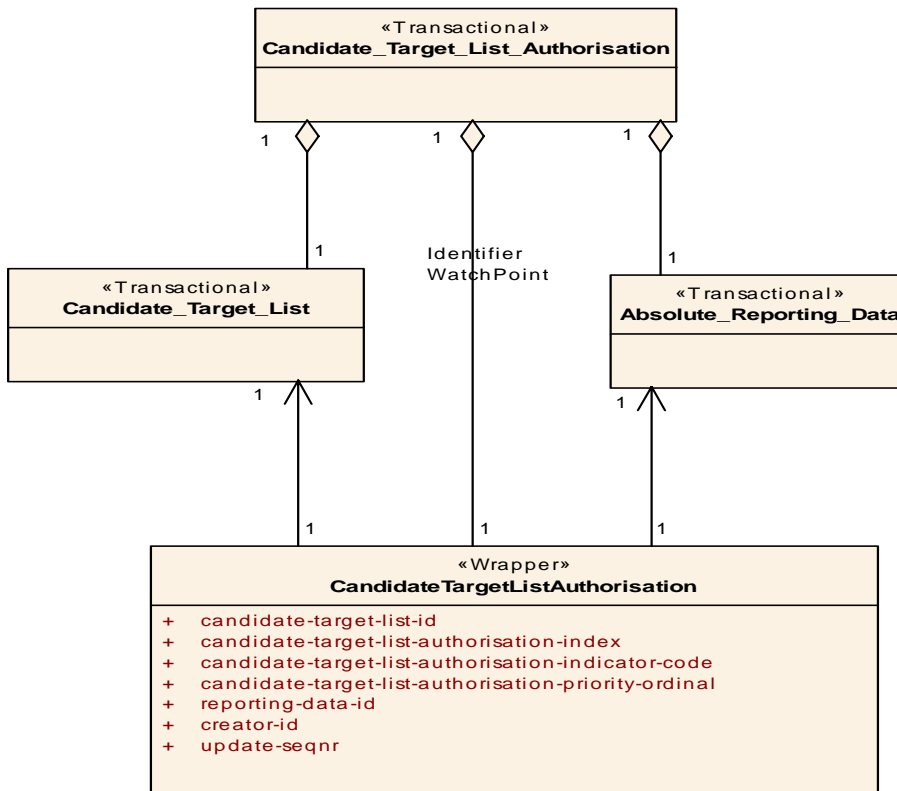 «Transactional»
Candidate_Target_List_Authorisation
1
1
1
1
Identifier
WatchPoint
1
«Transactional»
Candidate_Target_List
«Transactional»
Absolute_Reporting_Data
1
1
1
1
1
«Wrapper»
CandidateTargetListAuthorisation
+ candidate-target-list-id
+ candidate-target-list-authorisation-index
+ candidate-target-list-authorisation-indicator-code
+ candidate-target-list-authorisation-priority-ordinal
+ reporting-data-id
+ creator-id
+ update-seqnr